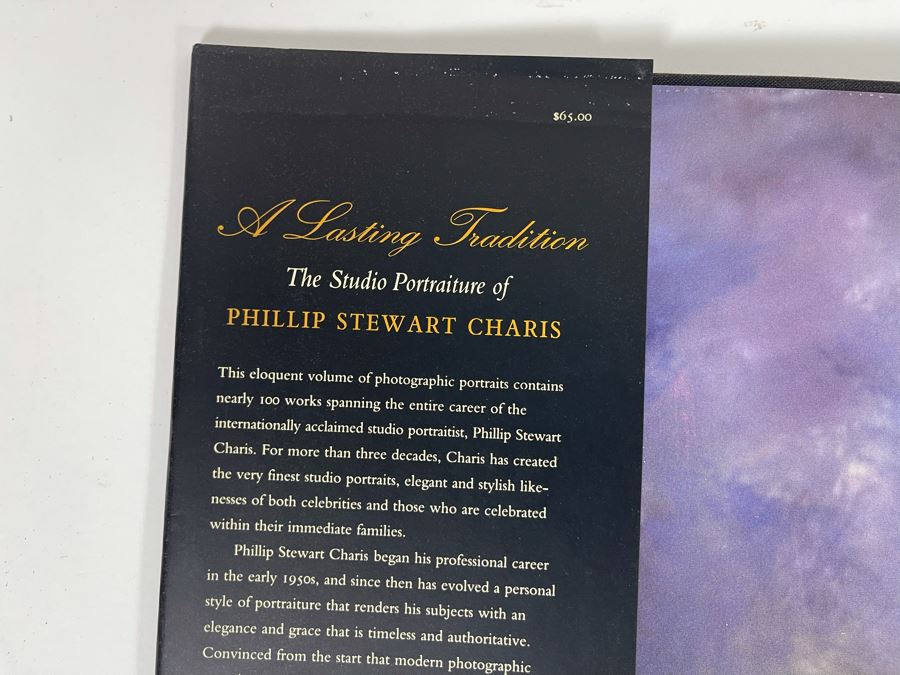 $65.00
A Lasting Tradition
The Studio Portraiture of
PHILLIP STEWART CHARIS
This eloquent volume of photographic portraits contains
nearly 100 works spanning the entire career of the
internationally acclaimed studio portraitist, Phillip Stewart
Charis. For more than three decades, Charis has created
the very finest studio portraits, elegant and stylish like-
nesses of both celebrities and those who are celebrated
within their immediate families.
Phillip Stewart Charis began his professional career
in the early 1950s, and since then has evolved a personal
style of portraiture that renders his subjects with an
elegance and grace that is timeless and authoritative.
Convinced from the start that modern photographic